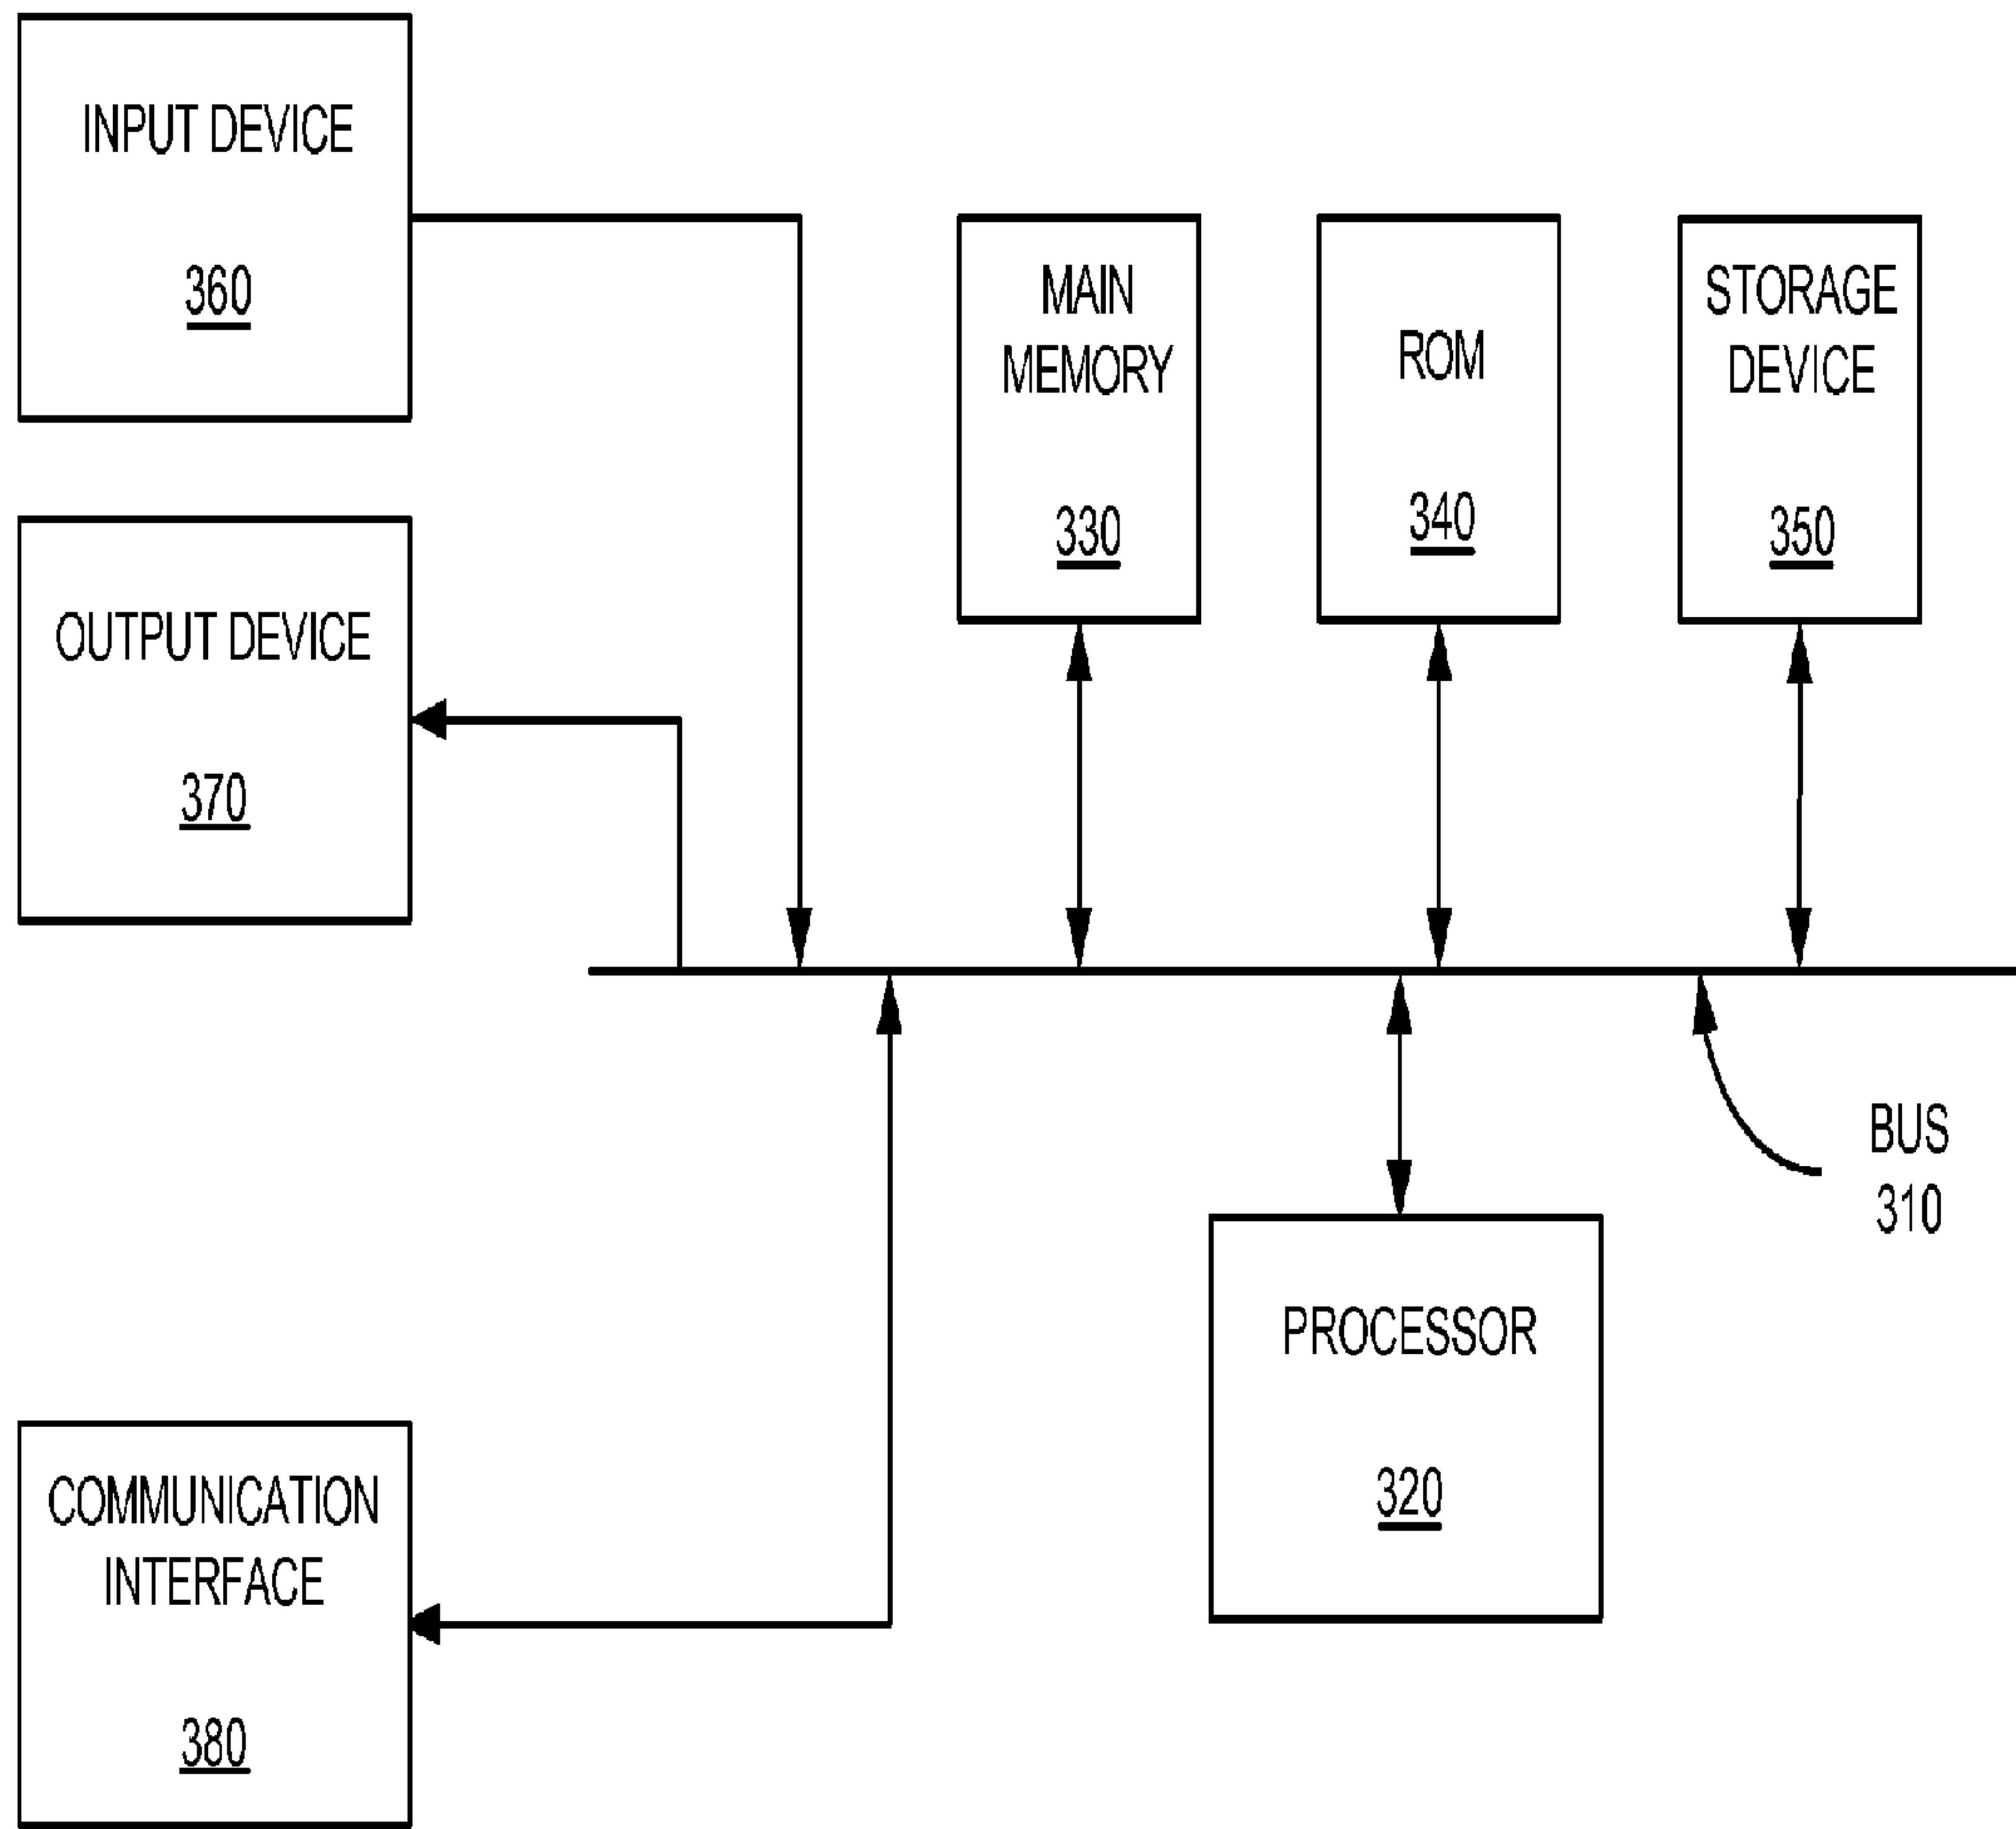 INPUT DEVICE
360
OUTPUT DEVICE
370
MAIN
MEMORY
330
ROM
340
STORAGE
DEVICE
350
BUS
310
PROCESSOR
320
COMMUNICATION
INTERFACE
380